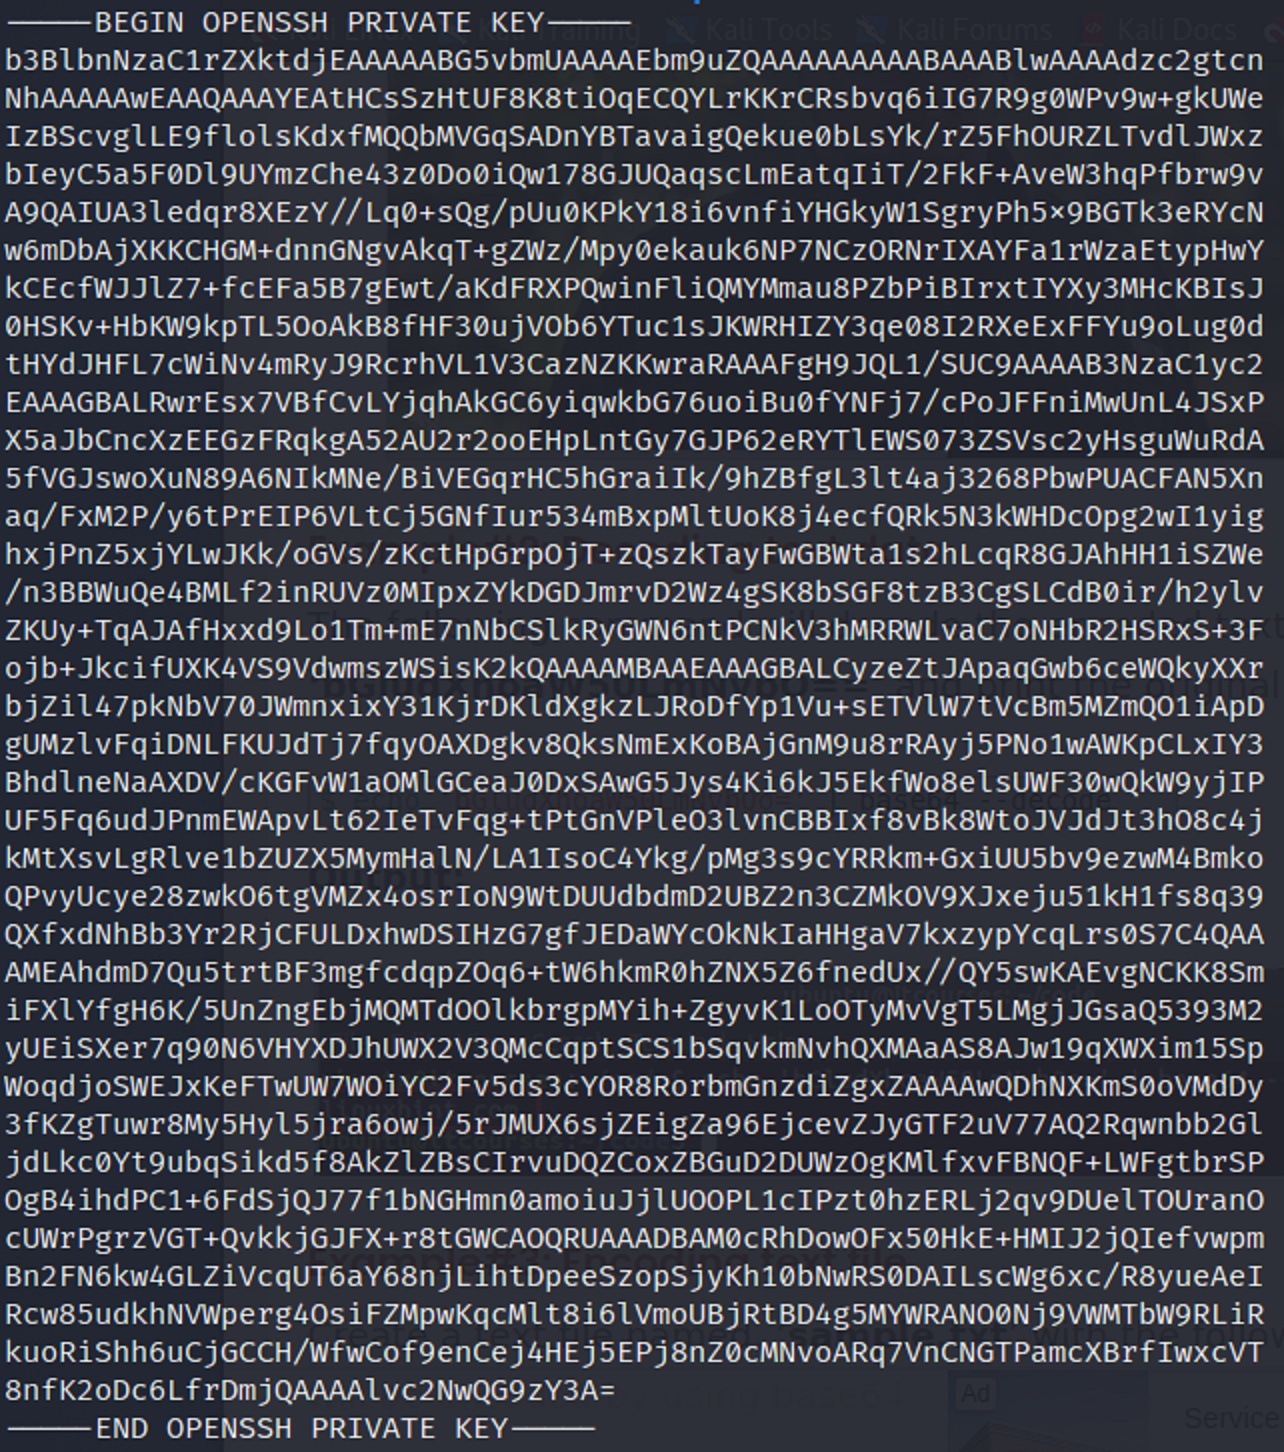 -----BEGIN OPENSSH PRIVATE KEY-----
b3BlbnNzaC1rZXktdjEAAAAABG5vbmUAAAAEbm9uZQAAAAAAAAABAAABlwAAAAdzc2gtcn
NhAAAAAwEAAQAAAYEAtHCsSzHtUF8K8tiOqECQYLrKKrCRsbvq6iIG7R9g0WPv9w+gkUWe
IzBScvglLE9flolsKdxfMQQbMVGqSADnYBTavaigQekue0bLsYk/rZ5FhOURZLTvdlJWxz
bIeyC5a5F0Dl9UYmzChe43z0Do0iQw178GJUQaqscLmEatqIiT/2FkF+AveW3hqPfbrw9v
A9QAIUA3ledqr8XEzY//Lq0+sQg/pUu0KPkY18i6vnfiYHGkyW1SgryPh5×9BGTk3eRYcN
w6mDbAjXKKCHGM+dnnGNgvAkqT+gZWz/Mpy0ekauk6NP7NCzORNrIXAYFa1rWzaEtypHwY
kCEcfWJJlZ7+fcEFa5B7gEwt/aKdFRXPQwinFliQMYMmau8PZbPiBIrxtIYXy3MHcKBIsJ
0HSKv+HbKW9kpTL5OoAkB8fHF30ujVOb6YTuc1sJKWRHIZY3qe08I2RXeExFFYu9oLug0d
tHYdJHFL7cWiNv4mRyJ9RcrhVL1V3CazNZKKwraRAAAFgH9JQL1/SUC9AAAAB3NzaC1yc2
EAAAGBALRwrEsx7VBfCvLYjqhAkGC6yiqwkbG76uoiBu0fYNFj7/cPoJFFniMwUnL4JSxP
X5aJbCncXzEEGzFRqkgA52AU2r2ooEHpLntGy7GJP62eRYTlEWS073ZSVsc2yHsguWuRdA
5fVGJswoXuN89A6NIkMNe/BiVEGqrHC5hGraiIk/9hZBfgL3lt4aj3268PbwPUACFAN5Xn
aq/FxM2P/y6tPrEIP6VLtCj5GNfIur534mBxpMltUoK8j4ecfQRk5N3kWHDcOpg2wI1yig
hxjPnZ5xjYLwJKk/oGVs/zKctHpGrpOjT+zQszkTayFwGBWta1s2hLcqR8GJAhHH1iSZWe
/n3BBWuQe4BMLf2inRUVz0MIpxZYkDGDJmrvD2Wz4gSK8bSGF8tzB3CgSLCdB0ir/h2ylv
ZKUy+TqAJAfHxxd9Lo1Tm+mE7nNbCSlkRyGWN6ntPCNkV3hMRRWLvaC7oNHbR2HSRxS+3F
ojb+JkcifUXK4VS9VdwmszWSisK2kQAAAAMBAAEAAAGBALCyzeZtJApaqGwb6ceWQkyXXr
bjZil47pkNbV70JWmnxixY31KjrDKldXgkzLJRoDfYp1Vu+sETVlW7tVcBm5MZmQO1iApD
gUMzlvFqiDNLFKUJdTj7fqyOAXDgkv8QksNmExKoBAjGnM9u8rRAyj5PNo1wAWKpCLxIY3
BhdlneNaAXDV/cKGFvW1aOMlGCeaJ0DxSAwG5Jys4Ki6kJ5EkfWo8elsUWF30wQkW9yjIP
UF5Fq6udJPnmEWApvLt62IeTvFqg+tPtGnVPleO3lvnCBBIxf8vBk8WtoJVJdJt3hO8c4j
kMtXsvLgRlve1bZUZX5MymHalN/LA1IsoC4Ykg/pMg3s9cYRRkm+GxiUU5bv9ezwM4Bmko
QPvyUcye28zwkO6tgVMZx4osrIoN9WtDUUdbdmD2UBZ2n3CZMkOV9XJxeju51kH1fs8q39
QXfxdNhBb3Yr2RjCFULDxhwDSIHzG7gfJEDaWYcOkNkIaHHgaV7kxzypYcqLrs0S7C4QAA
AMEAhdmD7Qu5trtBF3mgfcdqpZOq6+tW6hkmR0hZNX5Z6fnedUx//QY5swKAEvgNCKK8Sm
iFXlYfgH6K/5UnZngEbjMQMTdOOlkbrgpMYih+ZgyvK1LoOTyMvVgT5LMgjJGsaQ5393M2
yUEiSXer7q90N6VHYXDJhUWX2V3QMcCqptSCS1bSqvkmNvhQXMAaAS8AJw19qXWXim15Sp
WoqdjoSWEJxKeFTwUW7WOiYC2Fv5ds3cYOR8RorbmGnzdiZgxZAAAAwQDhNXKmS0oVMdDy
3fKZgTuwr8My5Hyl5jra6owj/5rJMUX6sjZEigZa96EjcevZJyGTF2uV77AQ2Rqwnbb2Gl
jdLkc0Yt9ubqSikd5f8AkZlZBsCIrvuDQZCoxZBGuD2DUWzOgKMlfxvFBNQF+LWFgtbrSP
OgB4ihdPC1+6FdSjQJ77f1bNGHmn0amoiuJjlUOOPL1cIPzt0hzERLj2qv9DUelTOUranO
cUWrPgrzVGT+QvkkjGJFX+r8tGWCAOQRUAAADBAM0cRhDowOFx50HkE+HMIJ2jQIefvwpm
Bn2FN6kw4GLZiVcqUT6aY68njLihtDpeeSzopSjyKh10bNwRS0DAILscWg6xc/R8yueAeI
Rcw85udkhNVWperg4OsiFZMpwKqcMlt8i6lVmoUBjRtBD4g5MYWRANO0Nj9VWMTbW9RLiR
kuoRiShh6uCjGCCH/WfwCof9enCej4HEj5EPj8nZ0cMNvoARq7VnCNGTPamcXBrfIwxcVT
8nfK2oDc6LfrDmjQAAAAlvc2NwQG9zY3A=
-----END OPENSSH PRIVATE KEY-----